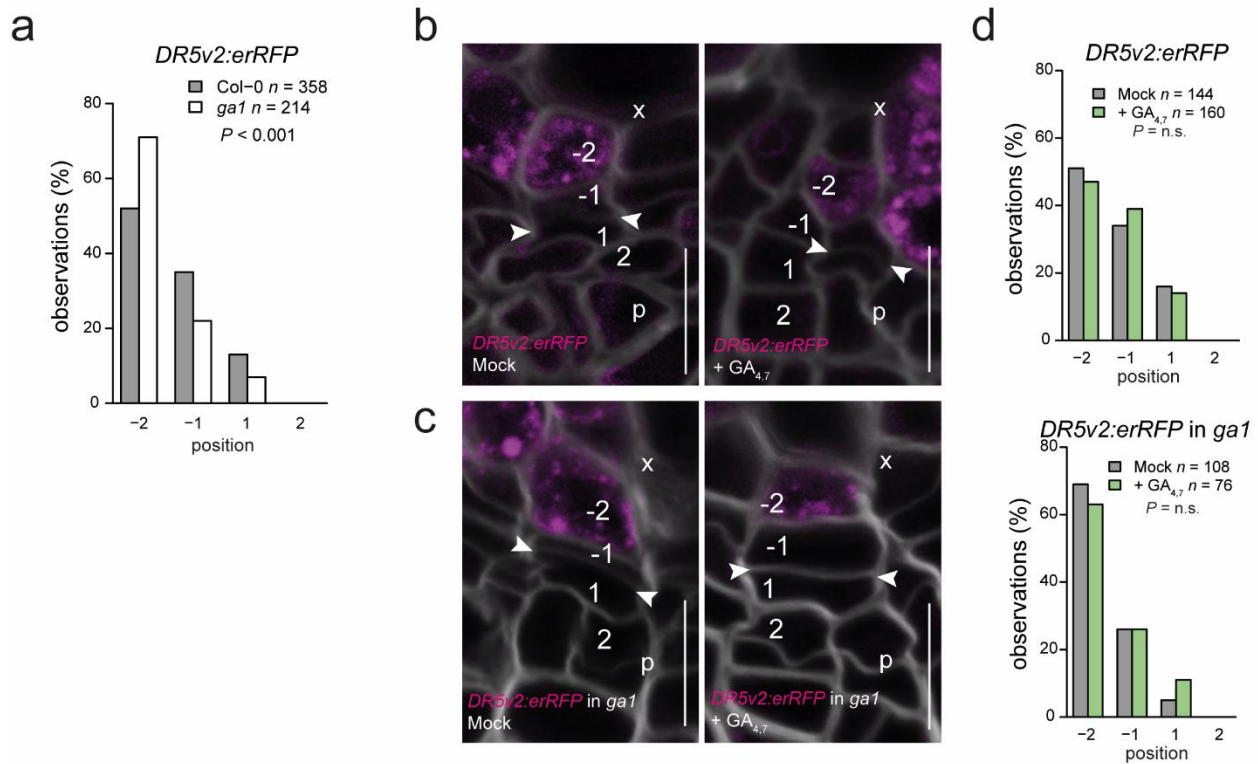 a
DR5v2:erRFP
Col−0 n = 358
ga1 n = 214
P < 0.001
observations (%)
80
60
40
20
0
−2 −1 1 2
position
b
x
-2
-1
1
2
p
DR5v2:erRFP
Mock
x
-2
-1
1
2
p
DR5v2:erRFP
+ GA4,7
c
x
-2
-1
1
2
p
DR5v2:erRFP in ga1
Mock
x
-2
-1
1
2
p
DR5v2:erRFP in ga1
+ GA4,7
d
DR5v2:erRFP
Mock n = 144
+ GA4,7 n = 160
P = n.s.
observations (%)
80
60
40
20
0
−2 −1 1 2
position
DR5v2:erRFP in ga1
Mock n = 108
+ GA4,7 n = 76
P = n.s.
observations (%)
80
60
40
20
0
−2 −1 1 2
position